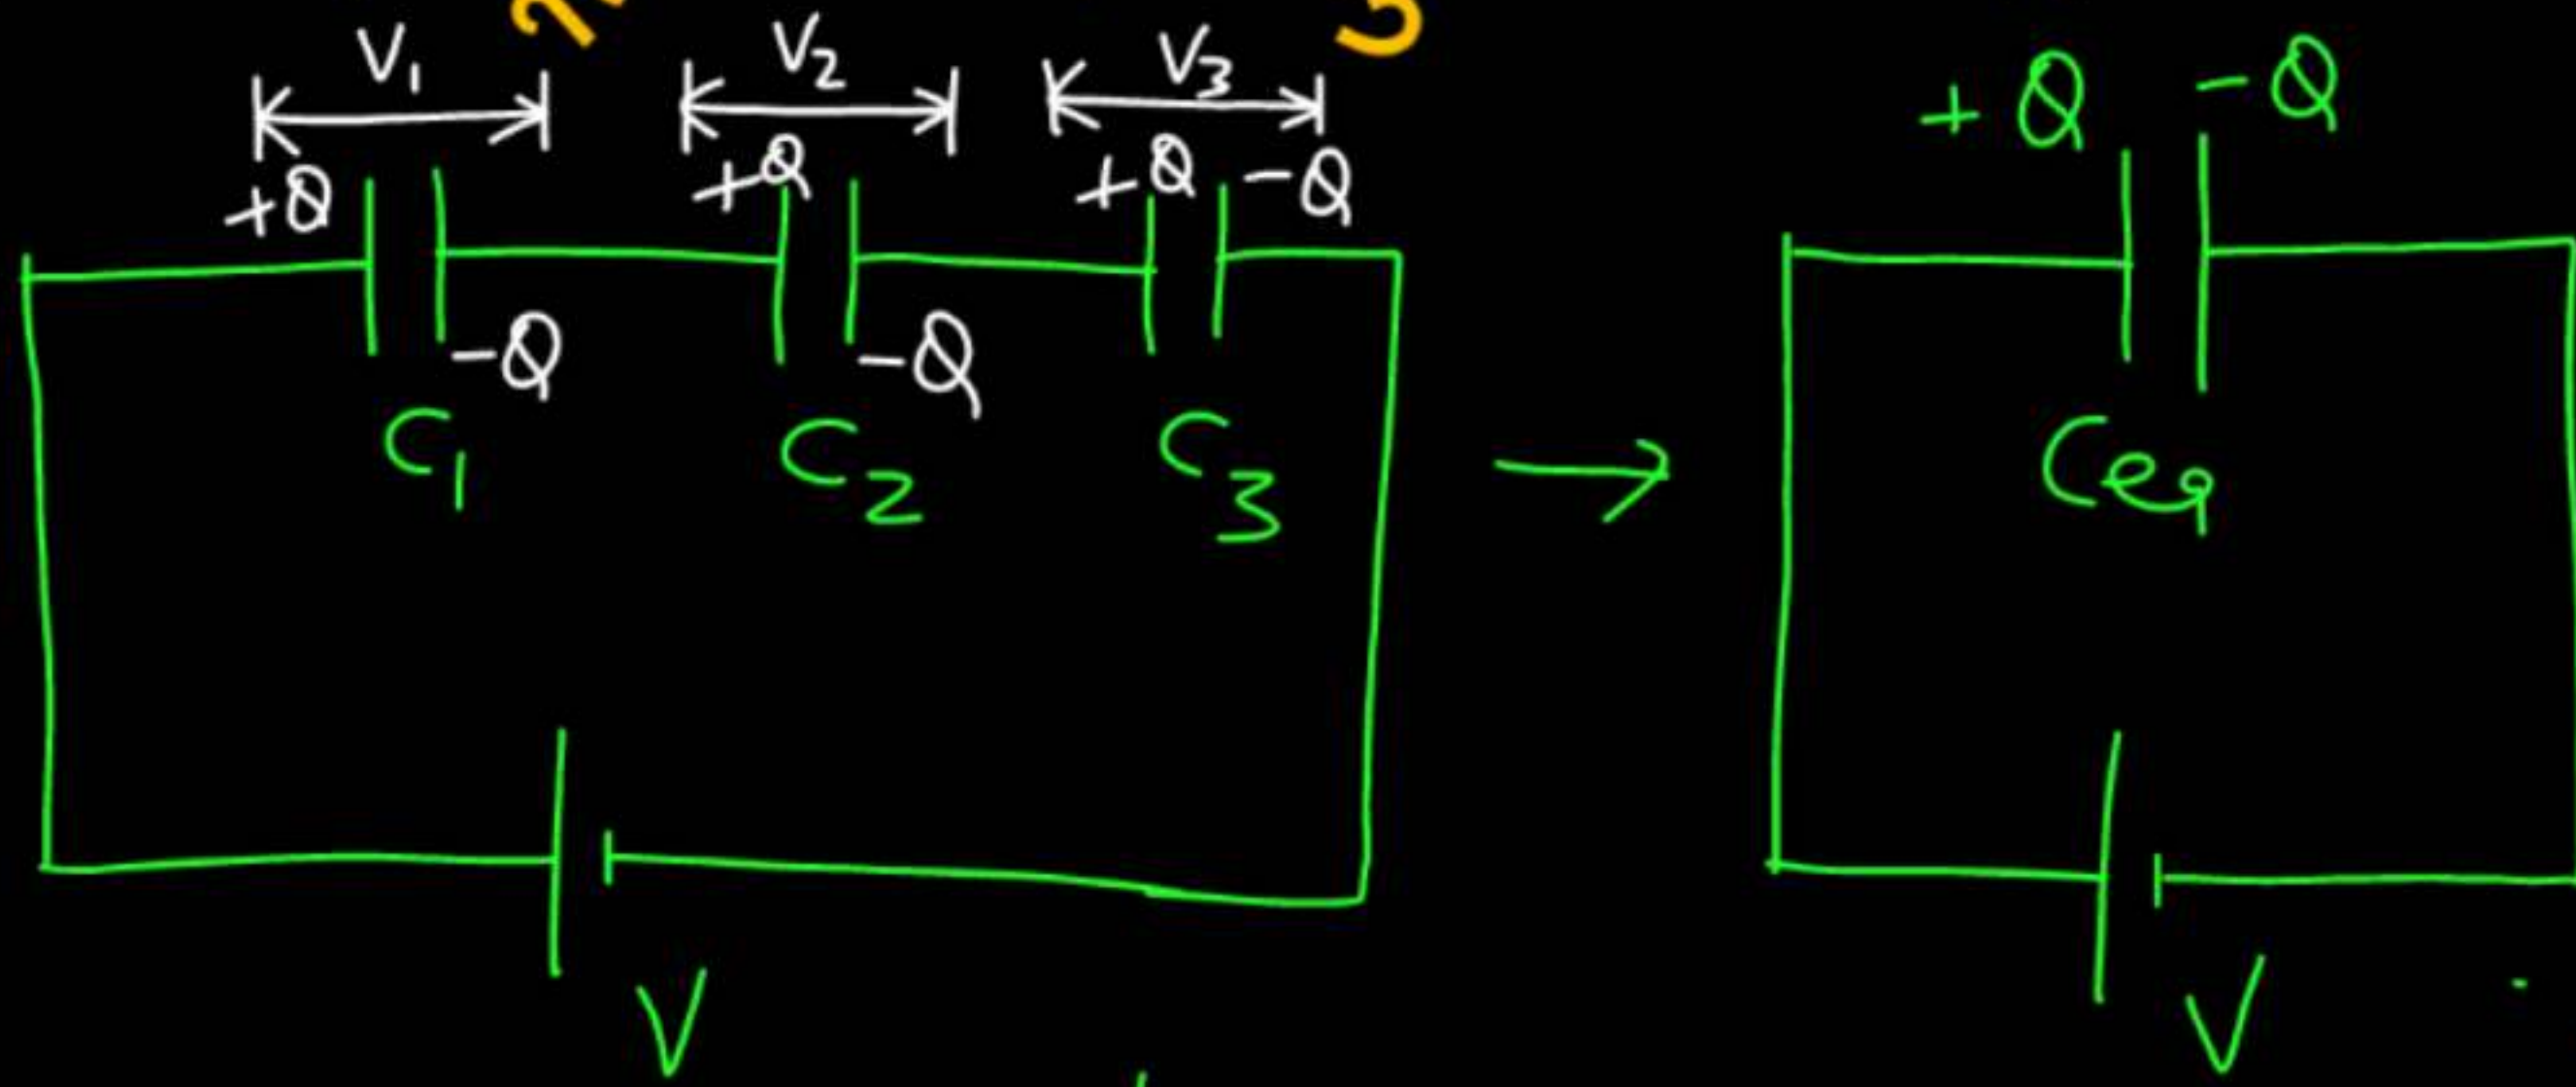 V₁ V₂ V₃
+Q +Q +Q -Q
-Q -Q
C₁ C₂ C₃
V
+Q -Q
Ceq
V